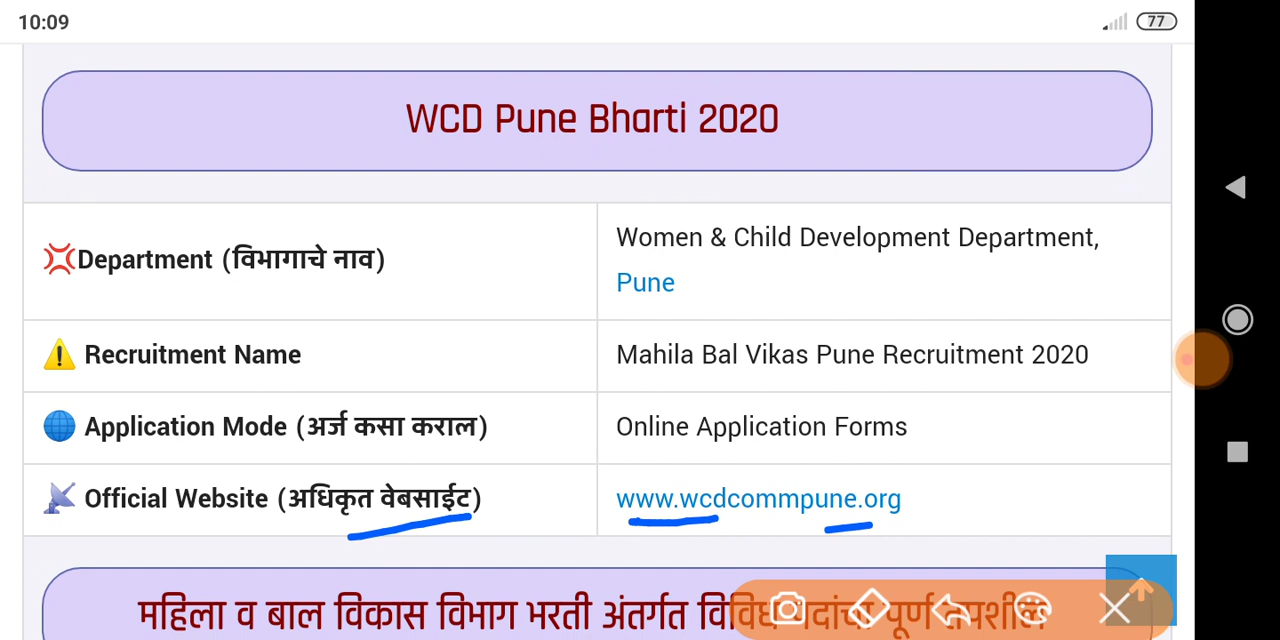 10:09
77
WCD Pune Bharti 2020
Department (विभागाचे नाव)
Women & Child Development Department,
Pune
Recruitment Name
Mahila Bal Vikas Pune Recruitment 2020
Application Mode (अर्ज कसा कराल)
Online Application Forms
Official Website (अधिकृत वेबसाईट)
www.wcdcommpune.org
महिला व बाल विकास विभाग भरती अंतर्गत विविध पदांचा पूर्ण तपशील